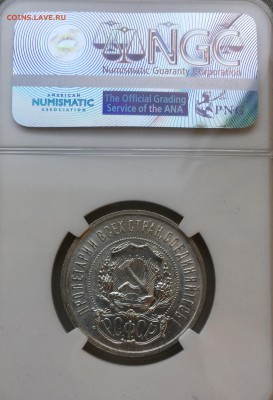 COINS.LAVE.RU
NGC
Numismatic Guaranty Corporation
AMERICAN
NUMISMATIC
ASSOCIATION
The Official Grading
Service of the ANA
PNG
ПРОЛЕТАРИИ ВСЕХ СТРАН, СОЕДИНЯЙТЕСЬ
Р.С.Ф.С.Р.